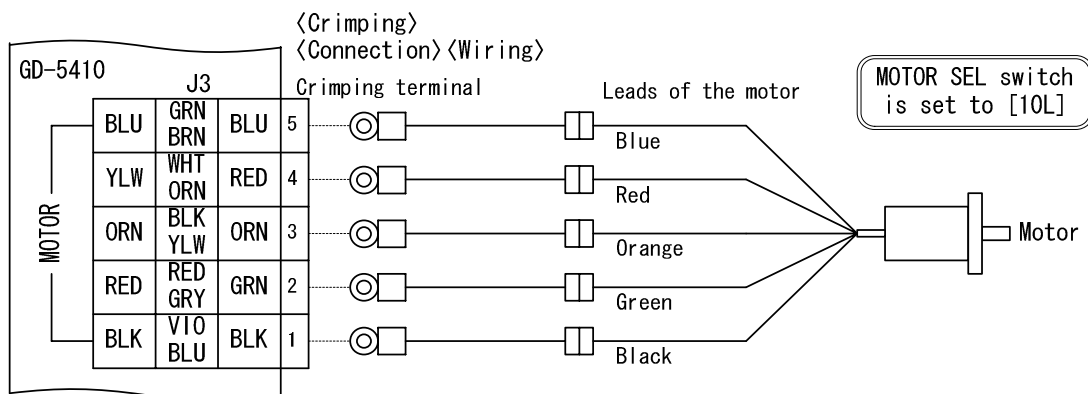 〈Crimping〉
〈Connection〉〈Wiring〉
GD-5410
J3
Crimping terminal
Leads of the motor
MOTOR SEL switch
is set to [10L]
MOTOR
BLU GRN BRN BLU 5
Blue
YLW WHT ORN RED 4
Red
ORN BLK YLW ORN 3
Orange
Motor
RED RED GRY GRN 2
Green
BLK VIO BLU BLK 1
Black